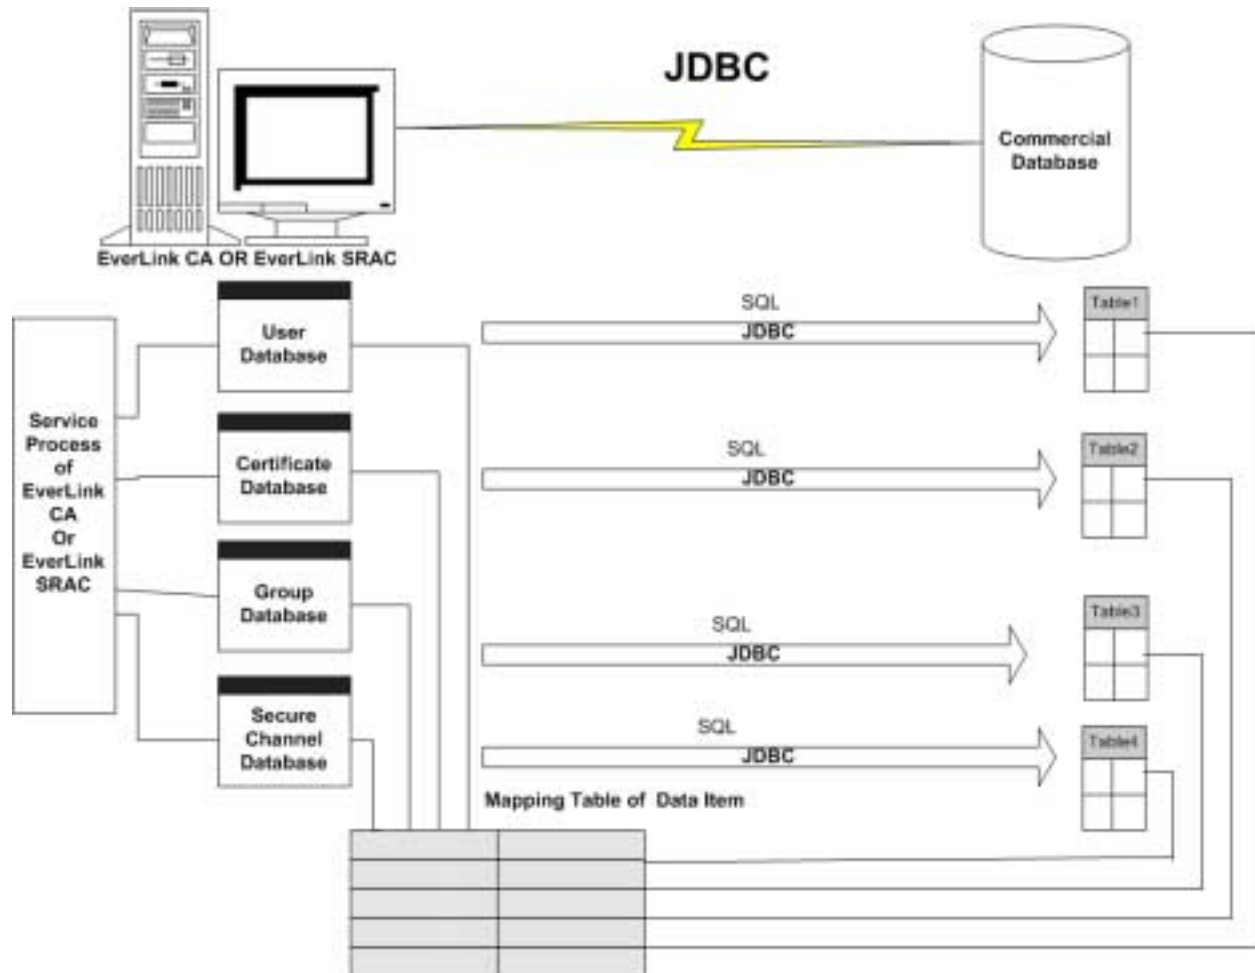 JDBC
Commercial
Database
EverLink CA OR EverLink SRAC
Service
Process
of
EverLink
CA
Or
EverLink
SRAC
User
Database
SQL
JDBC
Table1
Certificate
Database
SQL
JDBC
Table2
Group
Database
SQL
JDBC
Table3
Secure
Channel
Database
SQL
JDBC
Table4
Mapping Table of Data Item